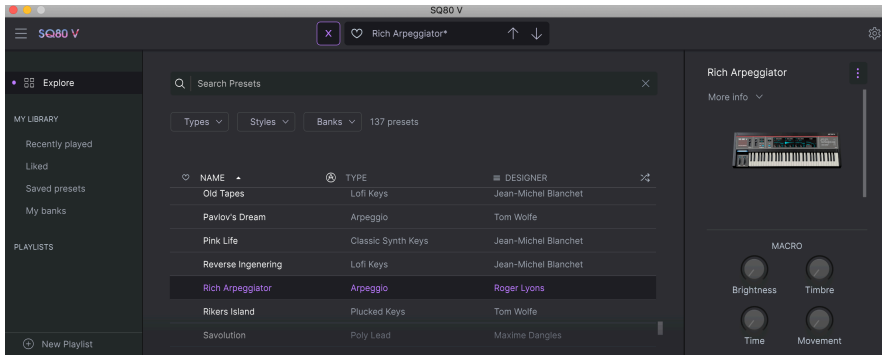 SQ80 V
SQ80 V
X Rich Arpeggiator*
Explore
MY LIBRARY
Recently played
Liked
Saved presets
My banks
PLAYLISTS
New Playlist
Search Presets
Types Styles Banks 137 presets
NAME TYPE DESIGNER
Old Tapes Lofi Keys Jean-Michel Blanchet
Pavlov's Dream Arpeggio Tom Wolfe
Pink Life Classic Synth Keys Jean-Michel Blanchet
Reverse Ingenering Lofi Keys Jean-Michel Blanchet
Rich Arpeggiator Arpeggio Roger Lyons
Rikers Island Plucked Keys Tom Wolfe
Savolution Poly Lead Maxime Dangles
Rich Arpeggiator
More info
MACRO
Brightness Timbre
Time Movement